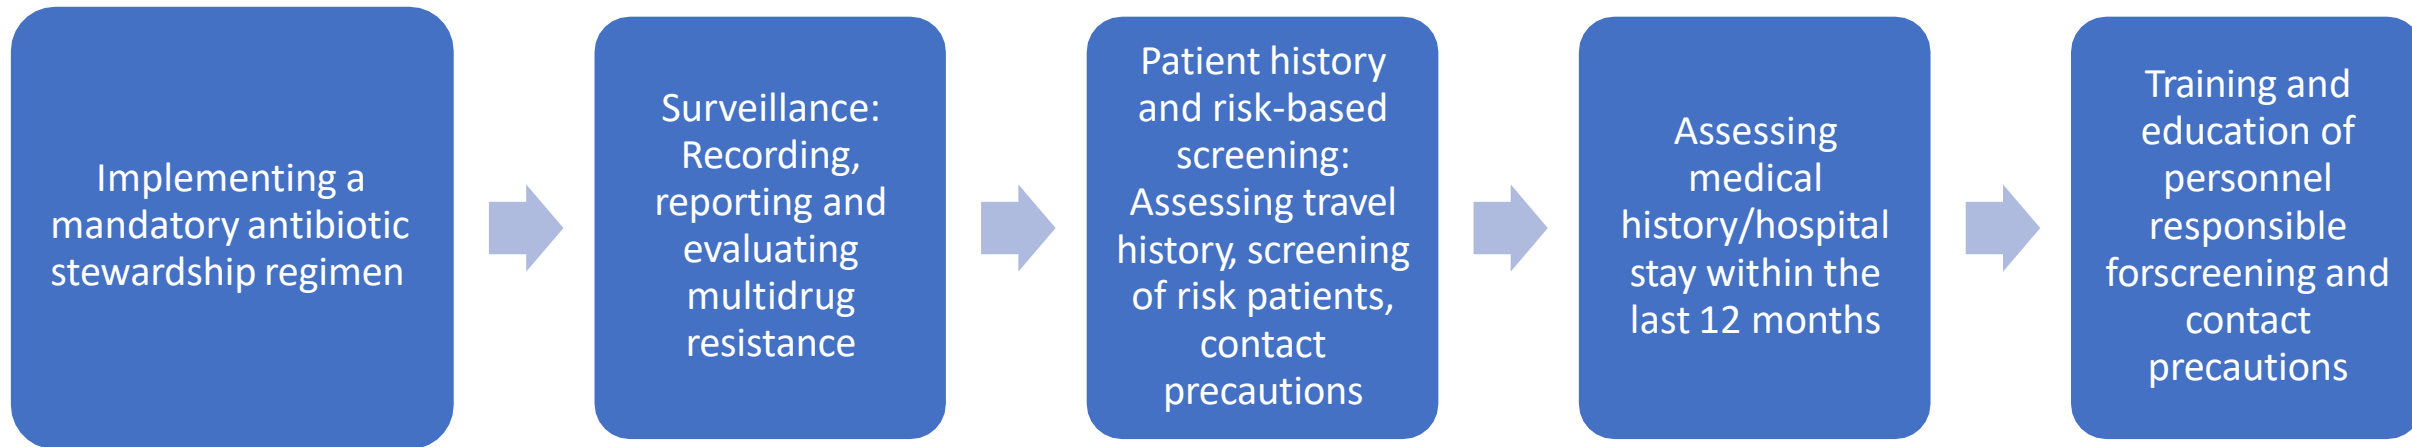 Implementing a
mandatory antibiotic
stewardship regimen
Surveillance:
Recording,
reporting and
evaluating
multidrug
resistance
Patient history
and risk-based
screening:
Assessing travel
history, screening
of risk patients,
contact
precautions
Assessing
medical
history/hospital
stay within the
last 12 months
Training and
education of
personnel
responsible
forscreening and
contact
precautions